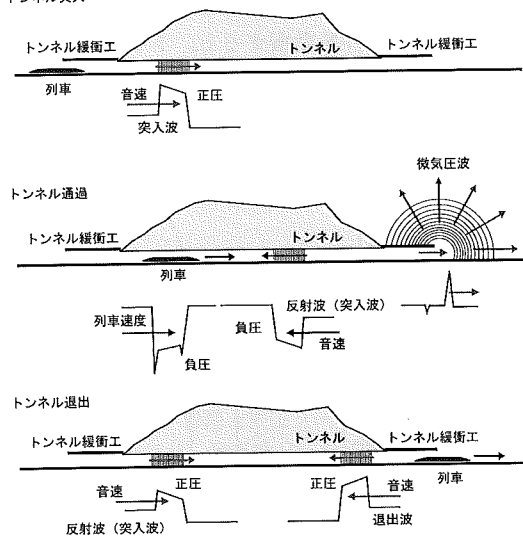 トンネル緩衝工 トンネル トンネル緩衝工
列車
音速 正圧
突入波
微気圧波
トンネル通過
トンネル緩衝工 トンネル
列車
反射波(突入波)
列車速度 負圧 音速
負圧
トンネル退出
トンネル緩衝工 トンネル トンネル緩衝工
列車
音速 正圧 正圧 音速
反射波(突入波) 退出波